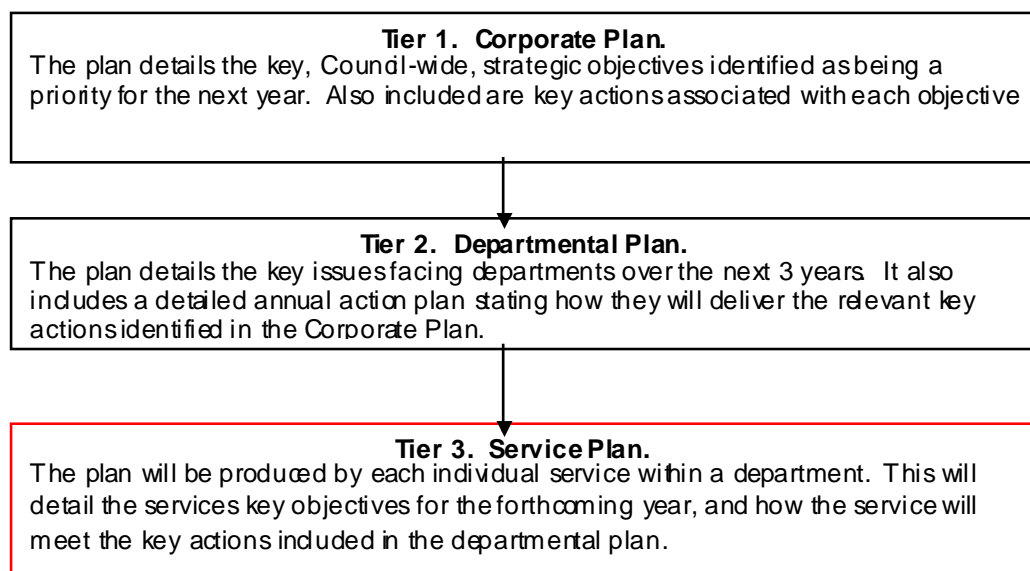 Tier 1. Corporate Plan.
The plan details the key, Council-wide, strategic objectives identified as being a
priority for the next year. Also included are key actions associated with each objective
Tier 2. Departmental Plan.
The plan details the key issues facing departments over the next 3 years. It also
includes a detailed annual action plan stating how they will deliver the relevant key
actions identified in the Corporate Plan.
Tier 3. Service Plan.
The plan will be produced by each individual service within a department. This will
detail the services key objectives for the forthcoming year, and how the service will
meet the key actions included in the departmental plan.